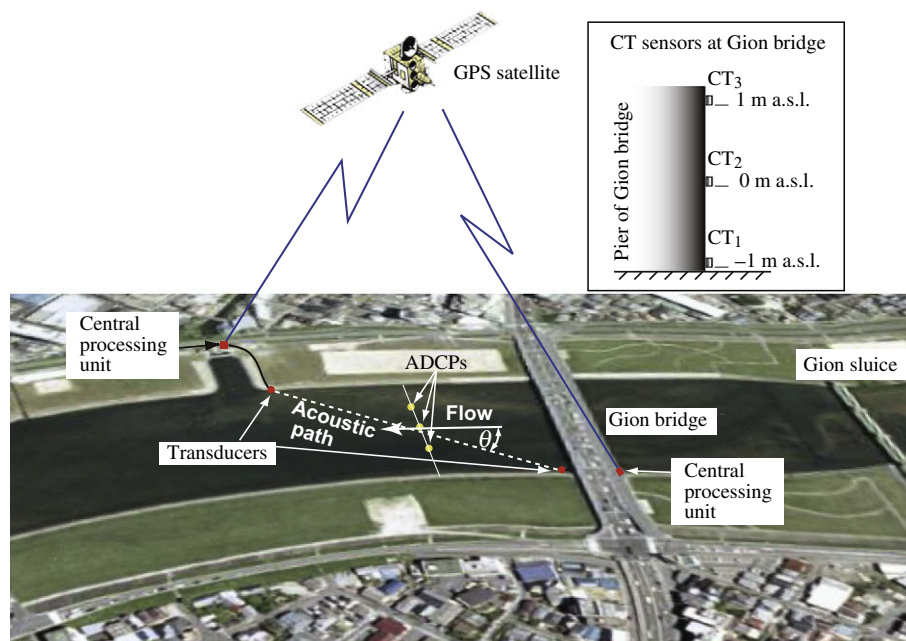 GPS satellite
CT sensors at Gion bridge
CT3
1 m a.s.l.
CT2
0 m a.s.l.
CT1
−1 m a.s.l.
Pier of Gion bridge
Central
processing
unit
ADCPs
Gion sluice
Flow
Acoustic
path
θ
Gion bridge
Transducers
Central
processing
unit